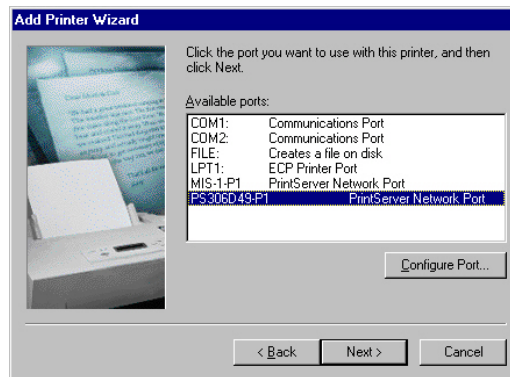 Add Printer Wizard
Click the port you want to use with this printer, and then
click Next.
Available ports:
COM1: Communications Port
COM2: Communications Port
FILE: Creates a file on disk
LPT1: ECP Printer Port
MIS-1-P1 PrintServer Network Port
PS306D49-P1 PrintServer Network Port
Configure Port...
< Back
Next >
Cancel